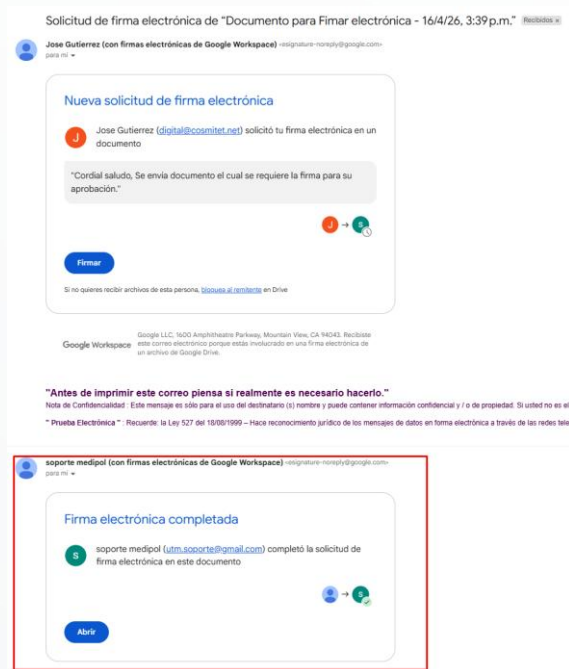 Solicitud de firma electrónica de “Documento para Fimar electrónica - 16/4/26, 3:39 p.m.” Recibidos x
Jose Gutierrez (con firmas electrónicas de Google Workspace) <esignature-noreply@google.com>
para mí
Nueva solicitud de firma electrónica
J
Jose Gutierrez (digital@cosmitet.net) solicitó tu firma electrónica en un
documento
"Cordial saludo, Se envia documento el cual se requiere la firma para su
aprobación."
J → S
Firmar
Si no quieres recibir archivos de esta persona, bloquea al remitente en Drive
Google Workspace
Google LLC, 1600 Amphitheatre Parkway, Mountain View, CA 94043. Recibiste
este correo electrónico porque estás involucrado en una firma electrónica de
un archivo de Google Drive.
"Antes de imprimir este correo piensa si realmente es necesario hacerlo."
Nota de Confidencialidad : Este mensaje es sólo para el uso del destinatario (s) nombre y puede contener información confidencial y / o de propiedad. Si usted no es el
" Prueba Electrónica " : Recuerde: la Ley 527 del 18/08/1999 – Hace reconocimiento jurídico de los mensajes de datos en forma electrónica a través de las redes tele
soporte medipol (con firmas electrónicas de Google Workspace) <esignature-noreply@google.com>
para mí
Firma electrónica completada
S
soporte medipol (utm.soporte@gmail.com) completó la solicitud de
firma electrónica en este documento
→ S
Abrir